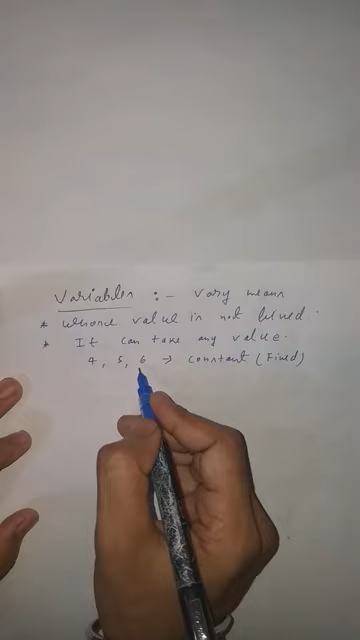 Variables :- vary means
* whose value is not fixed.
* It can take any value.
4, 5, 6 → constant (Fixed)